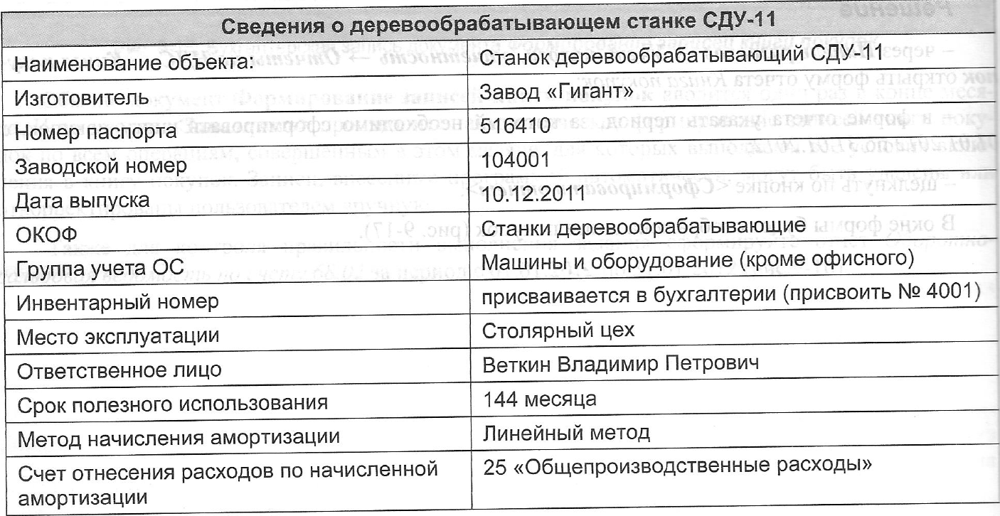 Сведения о деревообрабатывающем станке СДУ-11
Наименование объекта: Станок деревообрабатывающий СДУ-11
Изготовитель Завод «Гигант»
Номер паспорта 516410
Заводской номер 104001
Дата выпуска 10.12.2011
ОКОФ Станки деревообрабатывающие
Группа учета ОС Машины и оборудование (кроме офисного)
Инвентарный номер присваивается в бухгалтерии (присвоить № 4001)
Место эксплуатации Столярный цех
Ответственное лицо Веткин Владимир Петрович
Срок полезного использования 144 месяца
Метод начисления амортизации Линейный метод
Счет отнесения расходов по начисленной 25 «Общепроизводственные расходы»
амортизации